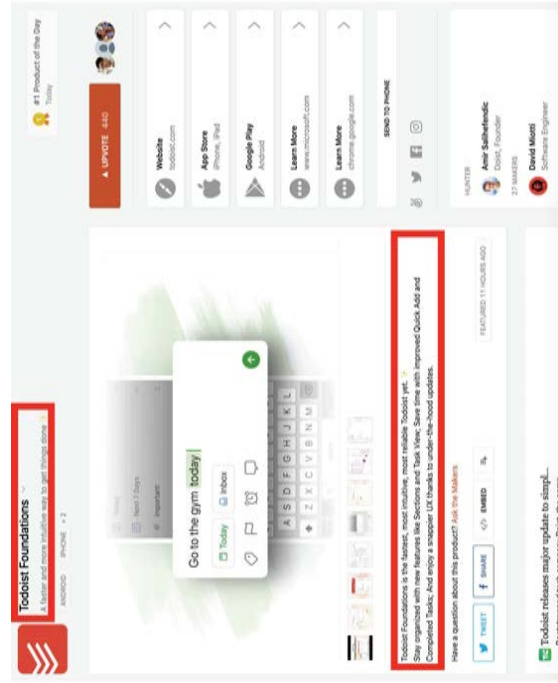 Todoist Foundations
A faster and more intuitive way to get things done
ANDROID IPHONE + 2
#1 Product of the Day
Today
Today
Next 7 Days
Important
Go to the gym today
Today
Inbox
A S D F G H J K L
Z X C V B N M
Todoist Foundations is the fastest, most intuitive, most reliable Todoist yet.
Stay organized with new features like Sections and Task View; Save time with improved Quick Add and
Completed Tasks; And enjoy a snappier UX thanks to under-the-hood updates.
Have a question about this product? Ask the Makers
TWEET
SHARE
</> EMBED
FEATURED 11 HOURS AGO
Todoist releases major update to simpl...
▲ UPVOTE 440
Website
todoist.com
App Store
iPhone, iPad
Google Play
Android
Learn More
www.microsoft.com
Learn More
chrome.google.com
SEND TO PHONE
HUNTER
Amir Salihefendic
Doist, Founder
27 MAKERS
David Miotti
Software Engineer